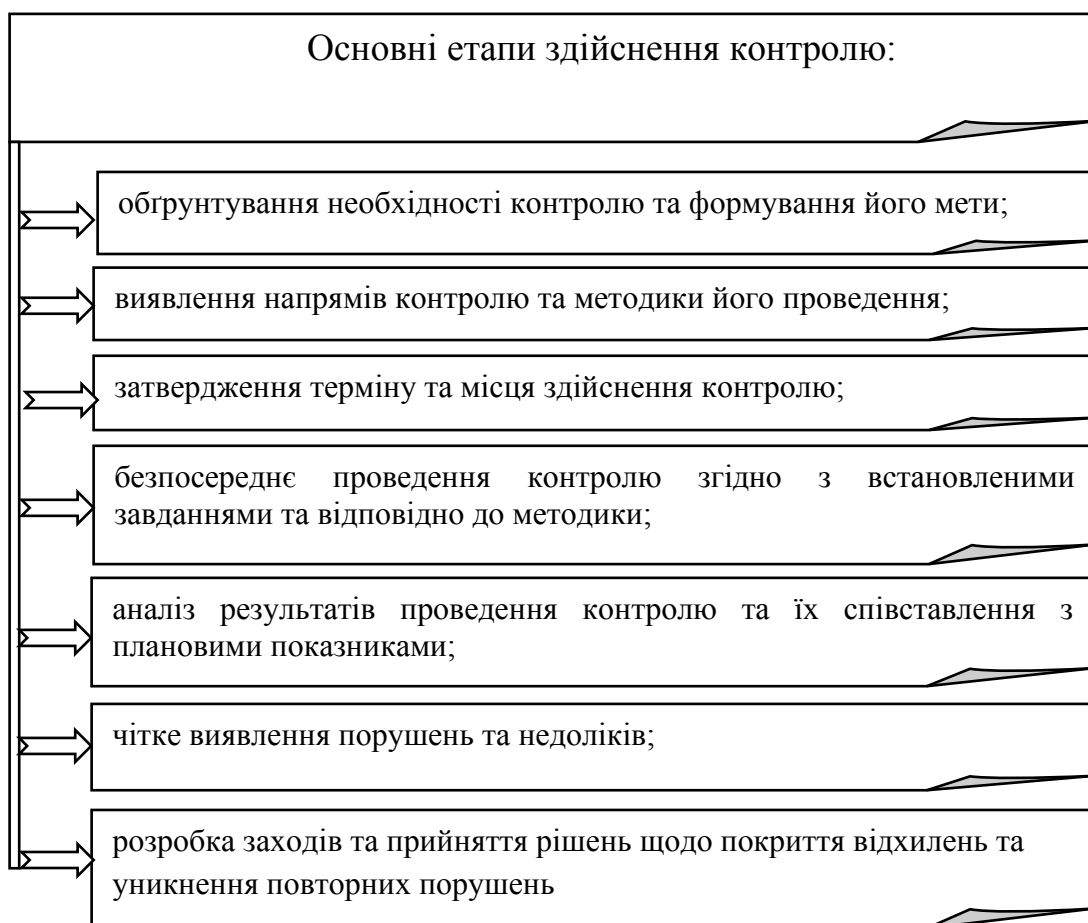 Основні етапи здійснення контролю:
обґрунтування необхідності контролю та формування його мети;
виявлення напрямів контролю та методики його проведення;
затвердження терміну та місця здійснення контролю;
безпосереднє проведення контролю згідно з встановленими
завданнями та відповідно до методики;
аналіз результатів проведення контролю та їх співставлення з
плановими показниками;
чітке виявлення порушень та недоліків;
розробка заходів та прийняття рішень щодо покриття відхилень та
уникнення повторних порушень